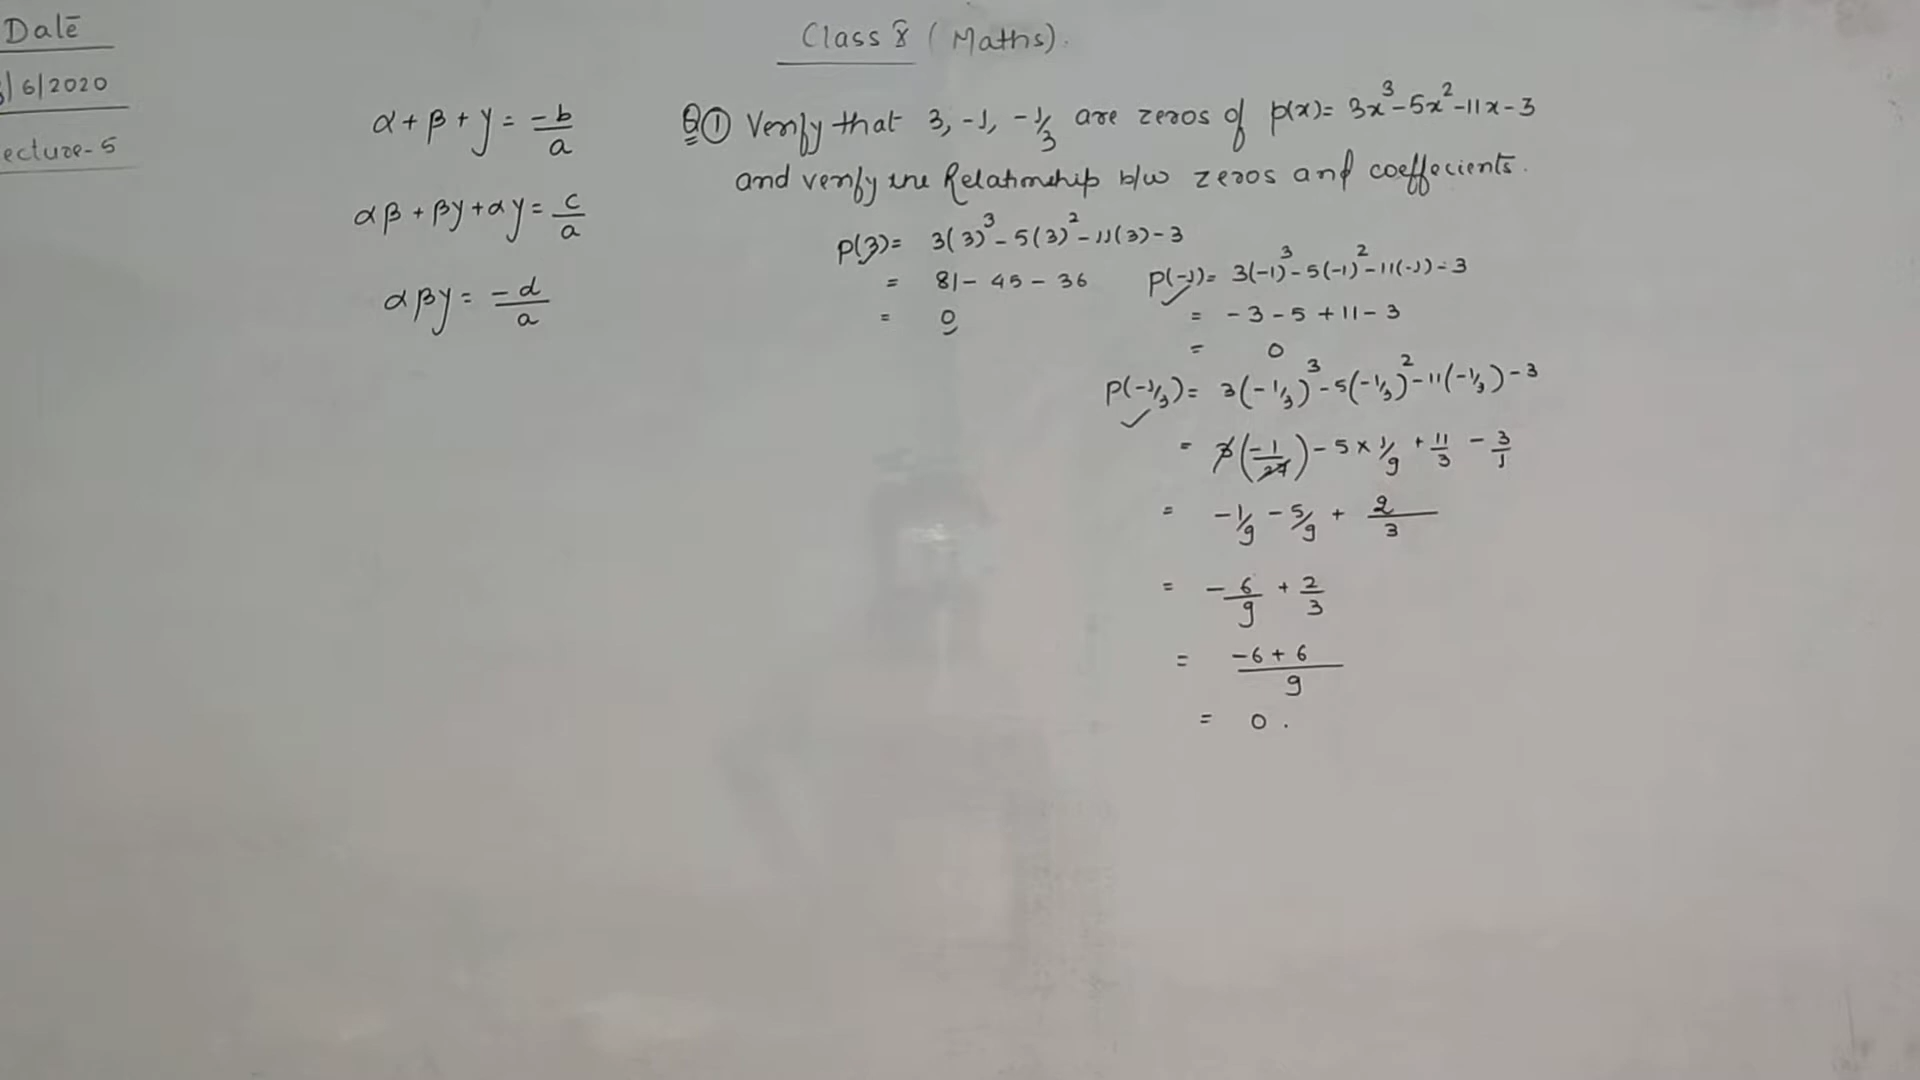 Date
Class 8 (Maths).
/6/2020
ecture-5
α + β + y = -b/a
αβ + βy + αy = c/a
αβy = -d/a
Q① Verify that 3, -1, -1/3 are zeros of p(x) = 3x³-5x²-11x-3
and verify the Relationship b/w zeros and coeffecients.
p(3) = 3(3)³ - 5(3)² - 11(3) - 3
= 81 - 45 - 36
= 0
p(-1) = 3(-1)³ - 5(-1)² - 11(-1) - 3
= -3 - 5 + 11 - 3
= 0
p(-1/3) = 3(-1/3)³ - 5(-1/3)² - 11(-1/3) - 3
= 3(-1/27) - 5 × 1/9 + 11/3 - 3/1
= -1/9 - 5/9 + 2/3
= -6/9 + 2/3
= -6+6/9
= 0.